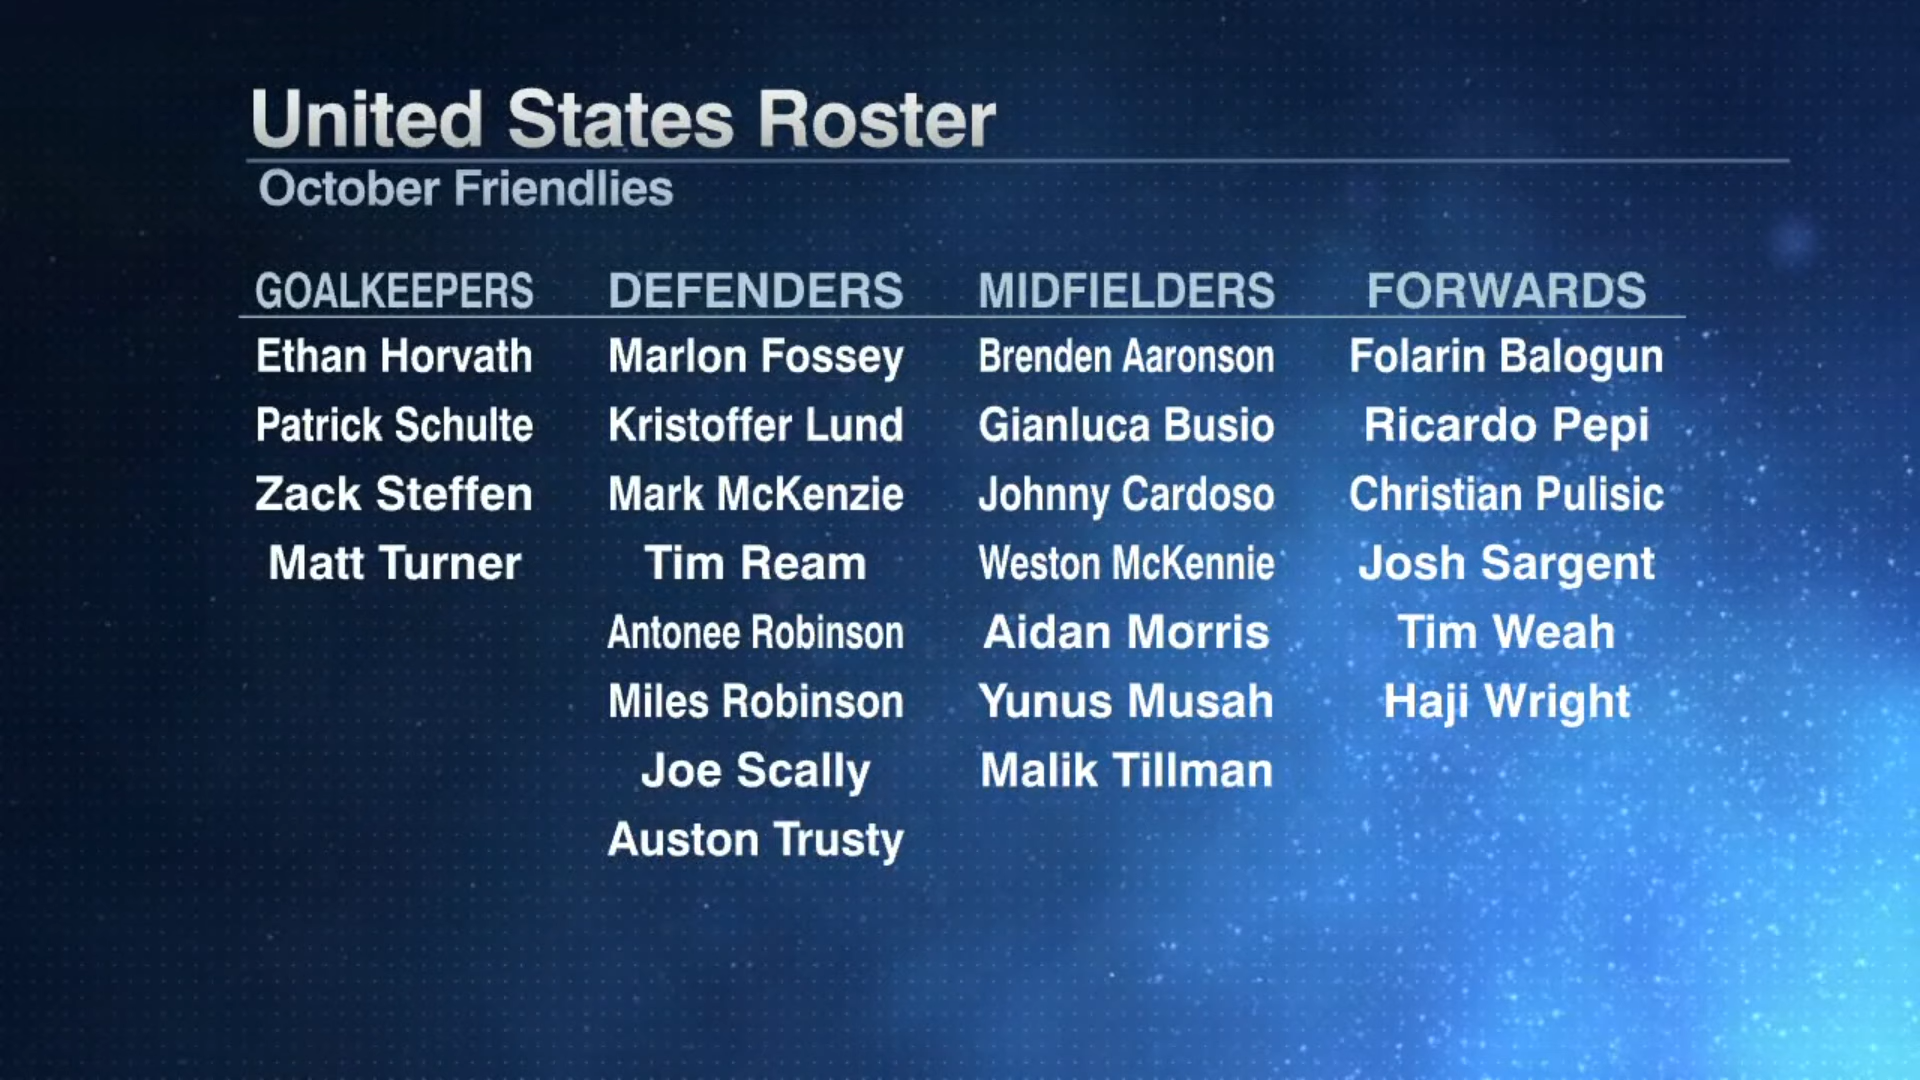 United States Roster
October Friendlies
GOALKEEPERS DEFENDERS MIDFIELDERS FORWARDS
Ethan Horvath Marlon Fossey Brenden Aaronson Folarin Balogun
Patrick Schulte Kristoffer Lund Gianluca Busio Ricardo Pepi
Zack Steffen Mark McKenzie Johnny Cardoso Christian Pulisic
Matt Turner Tim Ream Weston McKennie Josh Sargent
Antonee Robinson Aidan Morris Tim Weah
Miles Robinson Yunus Musah Haji Wright
Joe Scally Malik Tillman
Auston Trusty